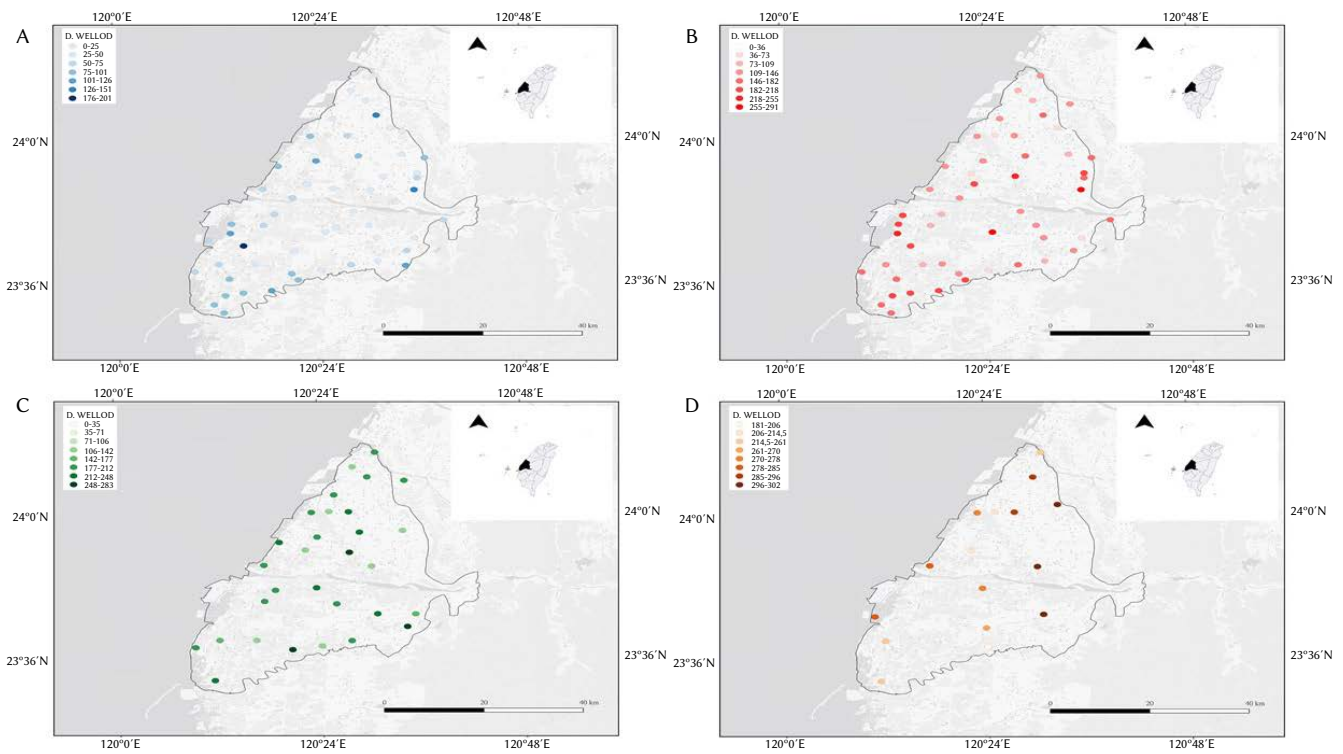 120°0′E
120°24′E
120°48′E
A
D. WELLOD
0-25
25-50
50-75
75-101
101-126
126-151
176-201
24°0′N
23°36′N
0
20
40 km
120°0′E
120°24′E
120°48′E
120°0′E
120°24′E
120°48′E
B
D. WELLOD
0-36
36-73
73-109
109-146
146-182
182-218
218-255
255-291
24°0′N
23°36′N
0
20
40 km
120°0′E
120°24′E
120°48′E
120°0′E
120°24′E
120°48′E
C
D. WELLOD
0-35
35-71
71-106
106-142
142-177
177-212
212-248
248-283
24°0′N
23°36′N
0
20
40 km
120°0′E
120°24′E
120°48′E
120°0′E
120°24′E
120°48′E
D
D. WELLOD
181-206
206-214,5
214,5-261
261-270
270-278
278-285
285-296
296-302
24°0′N
23°36′N
0
20
40 km
120°0′E
120°24′E
120°48′E
24°0′N
23°36′N
24°0′N
23°36′N